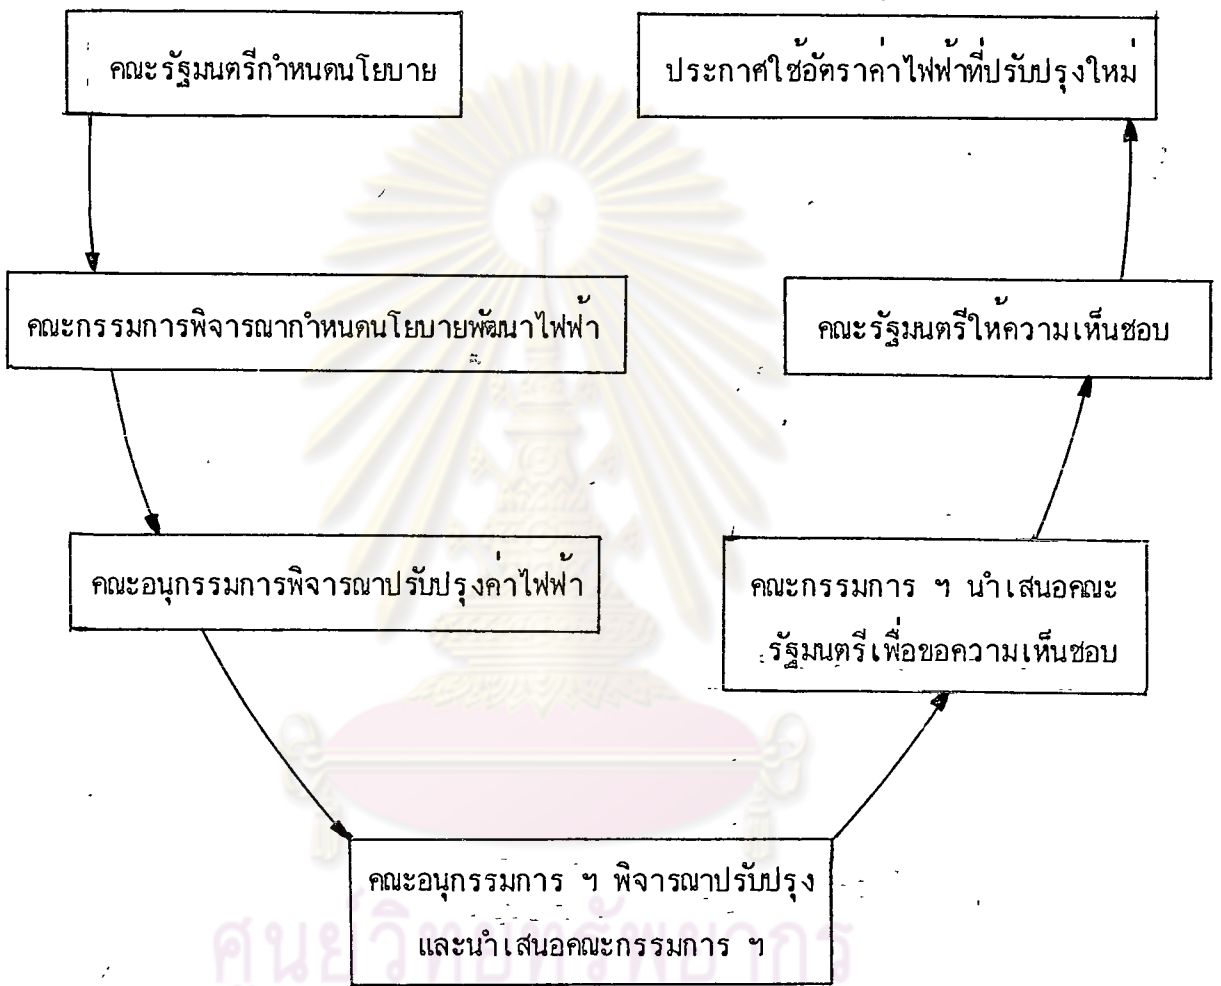 คณะรัฐมนตรีกำหนดนโยบาย
คณะกรรมการพิจารณากำหนดนโยบายพัฒนาไฟฟ้า
คณะอนุกรรมการพิจารณาปรับปรุงค่าไฟฟ้า
คณะอนุกรรมการ ฯ พิจารณาปรับปรุง
และนำเสนอคณะกรรมการ ฯ
คณะกรรมการ ฯ นำเสนอคณะ
รัฐมนตรีเพื่อขอความเห็นชอบ
คณะรัฐมนตรีให้ความเห็นชอบ
ประกาศใช้อัตราค่าไฟฟ้าที่ปรับปรุงใหม่
ศูนย์วิทยทรัพยากร